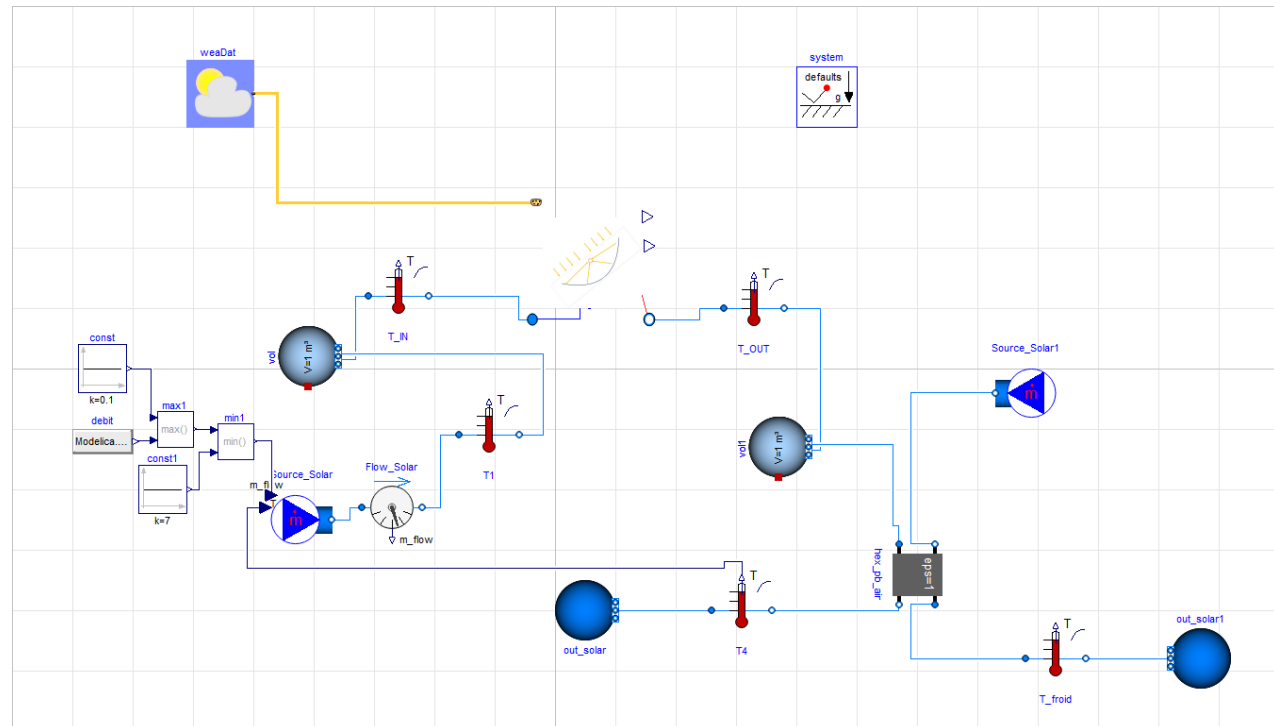 weaDat
system
defaults
g
T
T_IN
T
T_OUT
V=1 m³
vol
const
k=0.1
Source_Solar1
ṁ
max1
max()
min1
min()
debit
Modelica....
const1
k=7
T
T1
V=1 m³
vol1
Source_Solar
m_flow
T
ṁ
Flow_Solar
m_flow
hex_pb_air
eps=1
T
T4
out_solar
out_solar1
T
T_froid